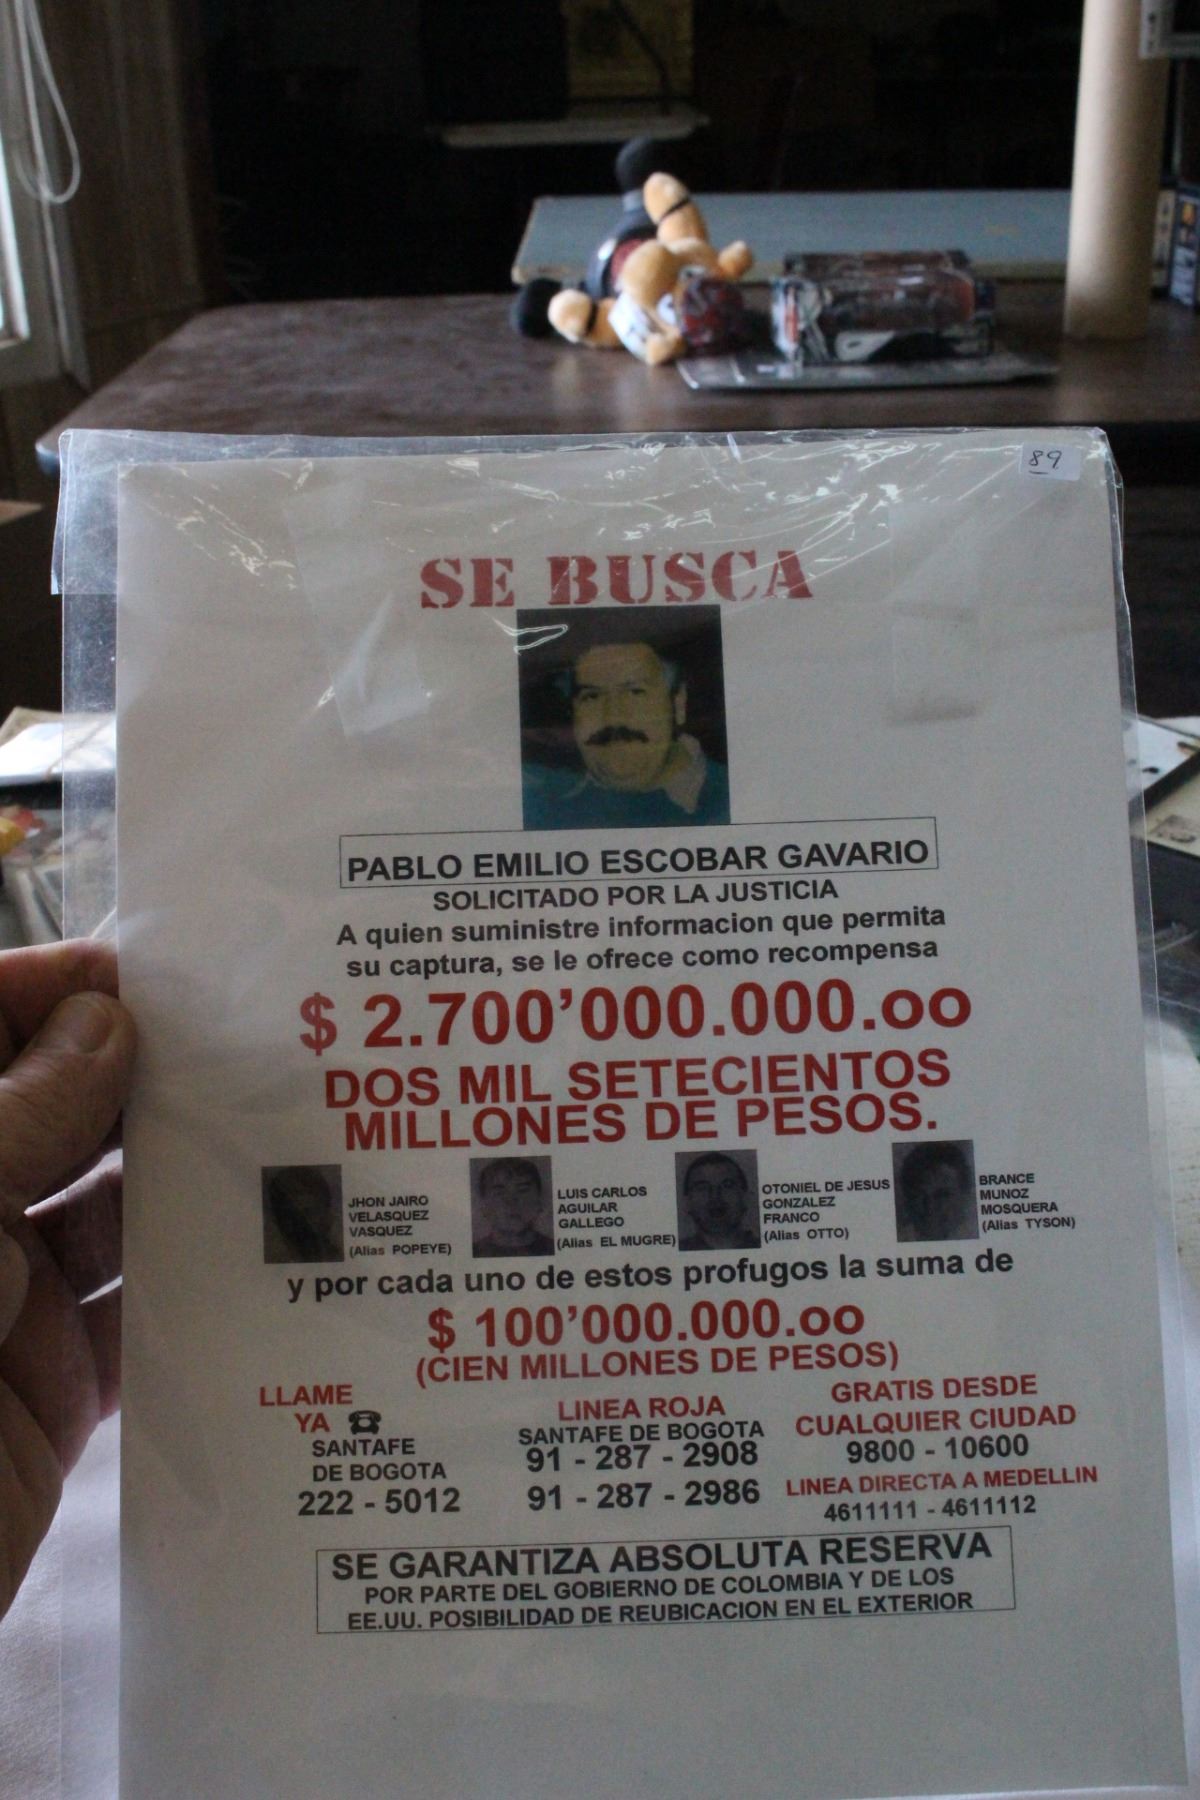 89
SE BUSCA
PABLO EMILIO ESCOBAR GAVARIO
SOLICITADO POR LA JUSTICIA
A quien suministre informacion que permita
su captura, se le ofrece como recompensa
$ 2.700'000.000.oo
DOS MIL SETECIENTOS
MILLONES DE PESOS.
JHON JAIRO
VELASQUEZ
VASQUEZ
(Alias POPEYE)
LUIS CARLOS
AGUILAR
GALLEGO
(Alias EL MUGRE)
OTONIEL DE JESUS
GONZALEZ
FRANCO
(Alias OTTO)
BRANCE
MUNOZ
MOSQUERA
(Alias TYSON)
y por cada uno de estos profugos la suma de
$ 100'000.000.oo
(CIEN MILLONES DE PESOS)
LLAME
YA
SANTAFE
DE BOGOTA
222 - 5012
LINEA ROJA
SANTAFE DE BOGOTA
91 - 287 - 2908
91 - 287 - 2986
GRATIS DESDE
CUALQUIER CIUDAD
9800 - 10600
LINEA DIRECTA A MEDELLIN
4611111 - 4611112
SE GARANTIZA ABSOLUTA RESERVA
POR PARTE DEL GOBIERNO DE COLOMBIA Y DE LOS
EE.UU. POSIBILIDAD DE REUBICACION EN EL EXTERIOR